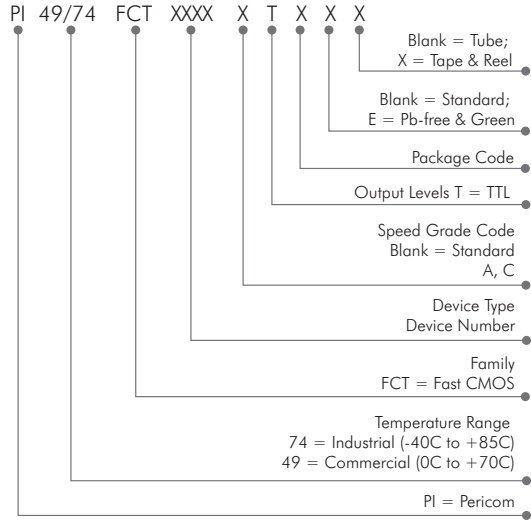 PI 49/74 FCT XXXX X T X X X
Blank = Tube;
X = Tape & Reel
Blank = Standard;
E = Pb-free & Green
Package Code
Output Levels T = TTL
Speed Grade Code
Blank = Standard
A, C
Device Type
Device Number
Family
FCT = Fast CMOS
Temperature Range
74 = Industrial (-40C to +85C)
49 = Commercial (0C to +70C)
PI = Pericom